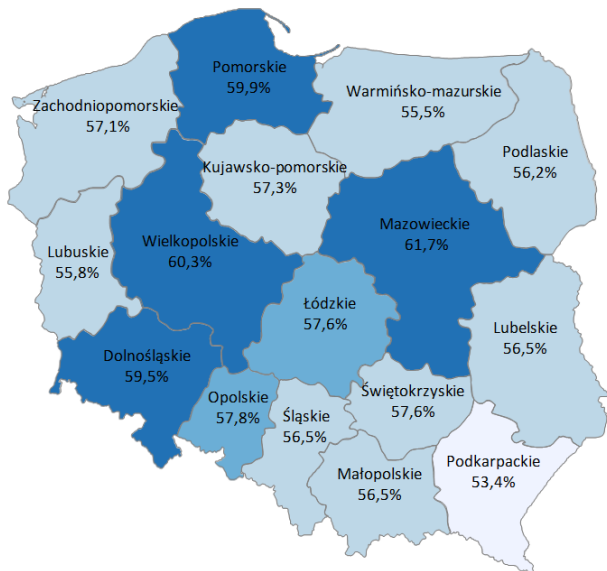 Pomorskie
59,9%
Warmińsko-mazurskie
55,5%
Zachodniopomorskie
57,1%
Podlaskie
56,2%
Kujawsko-pomorskie
57,3%
Mazowieckie
61,7%
Wielkopolskie
60,3%
Lubuskie
55,8%
Łódzkie
57,6%
Lubelskie
56,5%
Dolnośląskie
59,5%
Opolskie
57,8%
Śląskie
56,5%
Świętokrzyskie
57,6%
Małopolskie
56,5%
Podkarpackie
53,4%